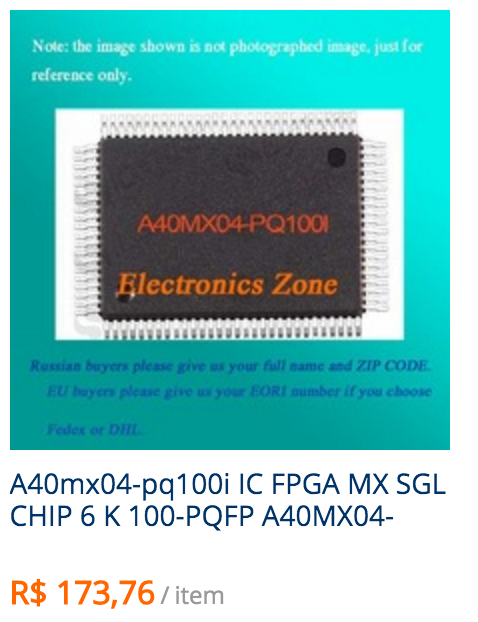 Note: the image shown is not photographed image, just for
reference only.
A40MX04-PQ100I
Electronics Zone
Russian buyers please give us your full name and ZIP CODE.
EU buyers please give us your EORI number if you choose
Fedex or DHL.
A40mx04-pq100i IC FPGA MX SGL
CHIP 6 K 100-PQFP A40MX04-
R$ 173,76 / item